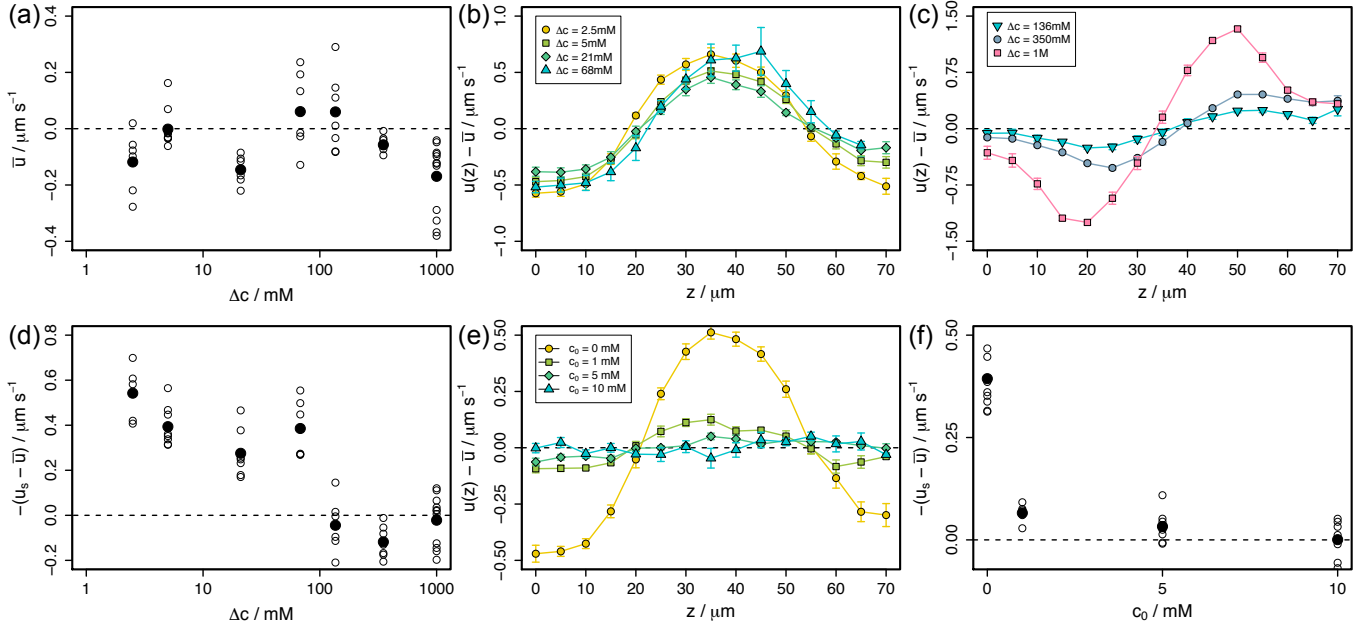 (a)
0.4
0.2
0.0
−0.2
−0.4
u̅ / μm s⁻¹
1 10 100 1000
Δc / mM
(b)
Δc : 2.5mM
Δc : 5mM
Δc : 21mM
Δc : 68mM
1.0
0.5
0.0
−0.5
−1.0
u(z) − u̅ / μm s⁻¹
0 10 20 30 40 50 60 70
z / μm
(c)
Δc : 136mM
Δc : 350mM
Δc : 1M
1.50
0.75
0.00
−0.75
−1.50
u(z) − u̅ / μm s⁻¹
0 10 20 30 40 50 60 70
z / μm
(d)
0.8
0.6
0.4
0.2
0.0
−0.2
−(uₛ − u̅) / μm s⁻¹
1 10 100 1000
Δc / mM
(e)
c₀ = 0 mM
c₀ = 1 mM
c₀ = 5 mM
c₀ = 10 mM
0.50
0.25
0.00
−0.25
−0.50
u(z) − u̅ / μm s⁻¹
0 10 20 30 40 50 60 70
z / μm
(f)
0.50
0.25
0.00
−(uₛ − u̅) / μm s⁻¹
0 5 10
c₀ / mM